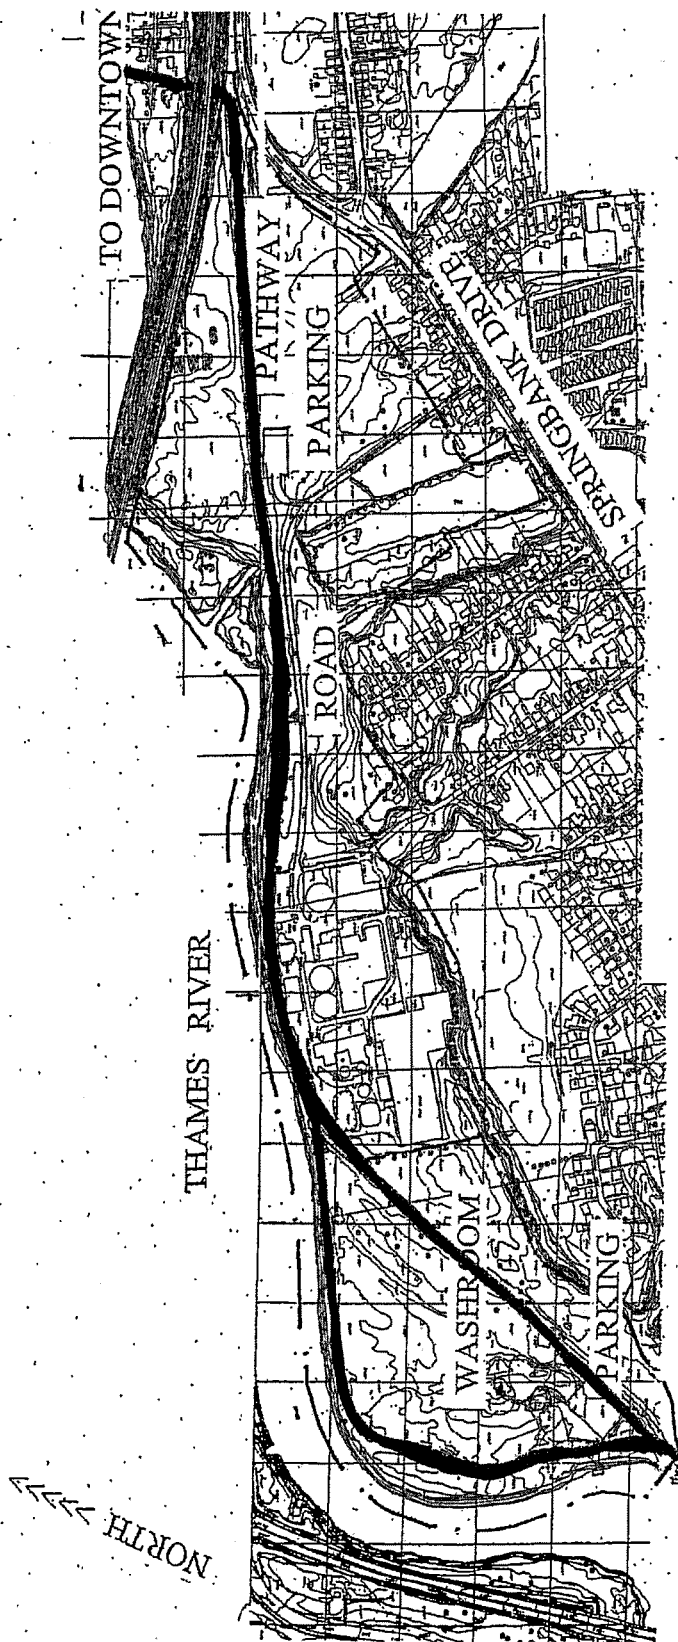 TO DOWNTOWN
PATHWAY
PARKING
SPRINGBANK DRIVE
ROAD
THAMES RIVER
WASHROOM
PARKING
NORTH